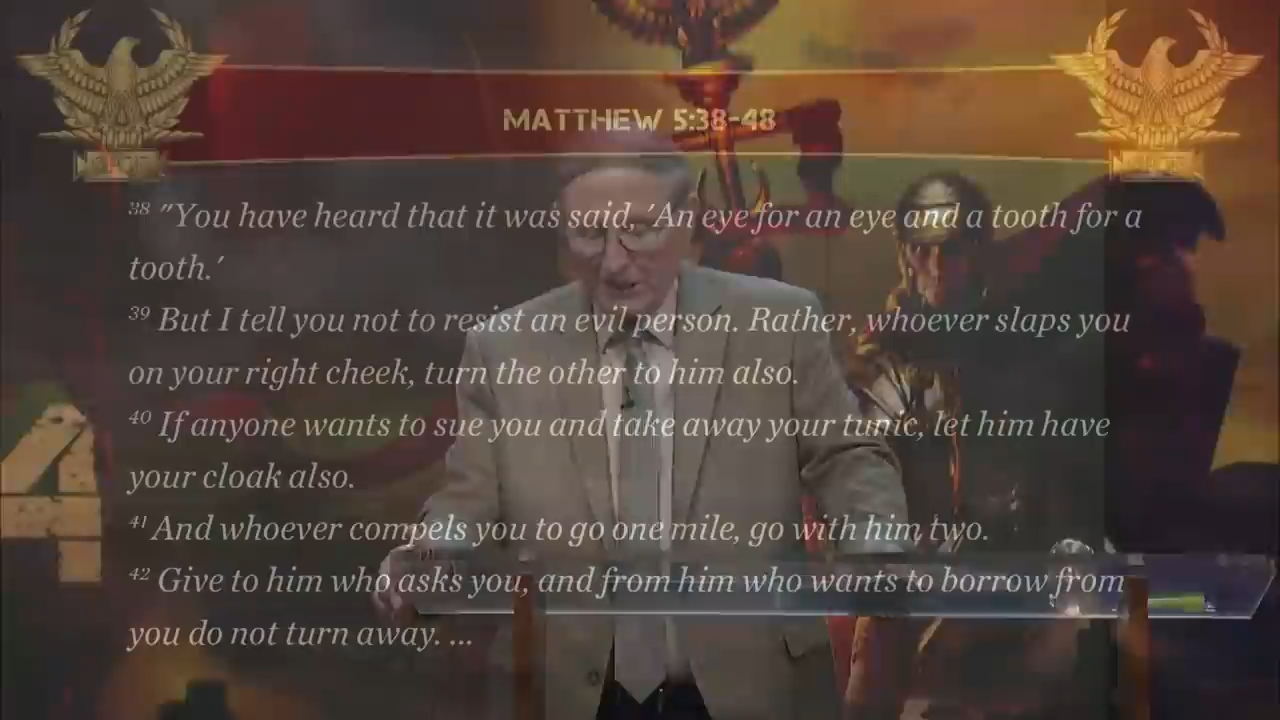 MATTHEW 5:38-48
38 "You have heard that it was said, 'An eye for an eye and a tooth for a
tooth.'
39 But I tell you not to resist an evil person. Rather, whoever slaps you
on your right cheek, turn the other to him also.
40 If anyone wants to sue you and take away your tunic, let him have
your cloak also.
41 And whoever compels you to go one mile, go with him two.
42 Give to him who asks you, and from him who wants to borrow from
you do not turn away. ...
4